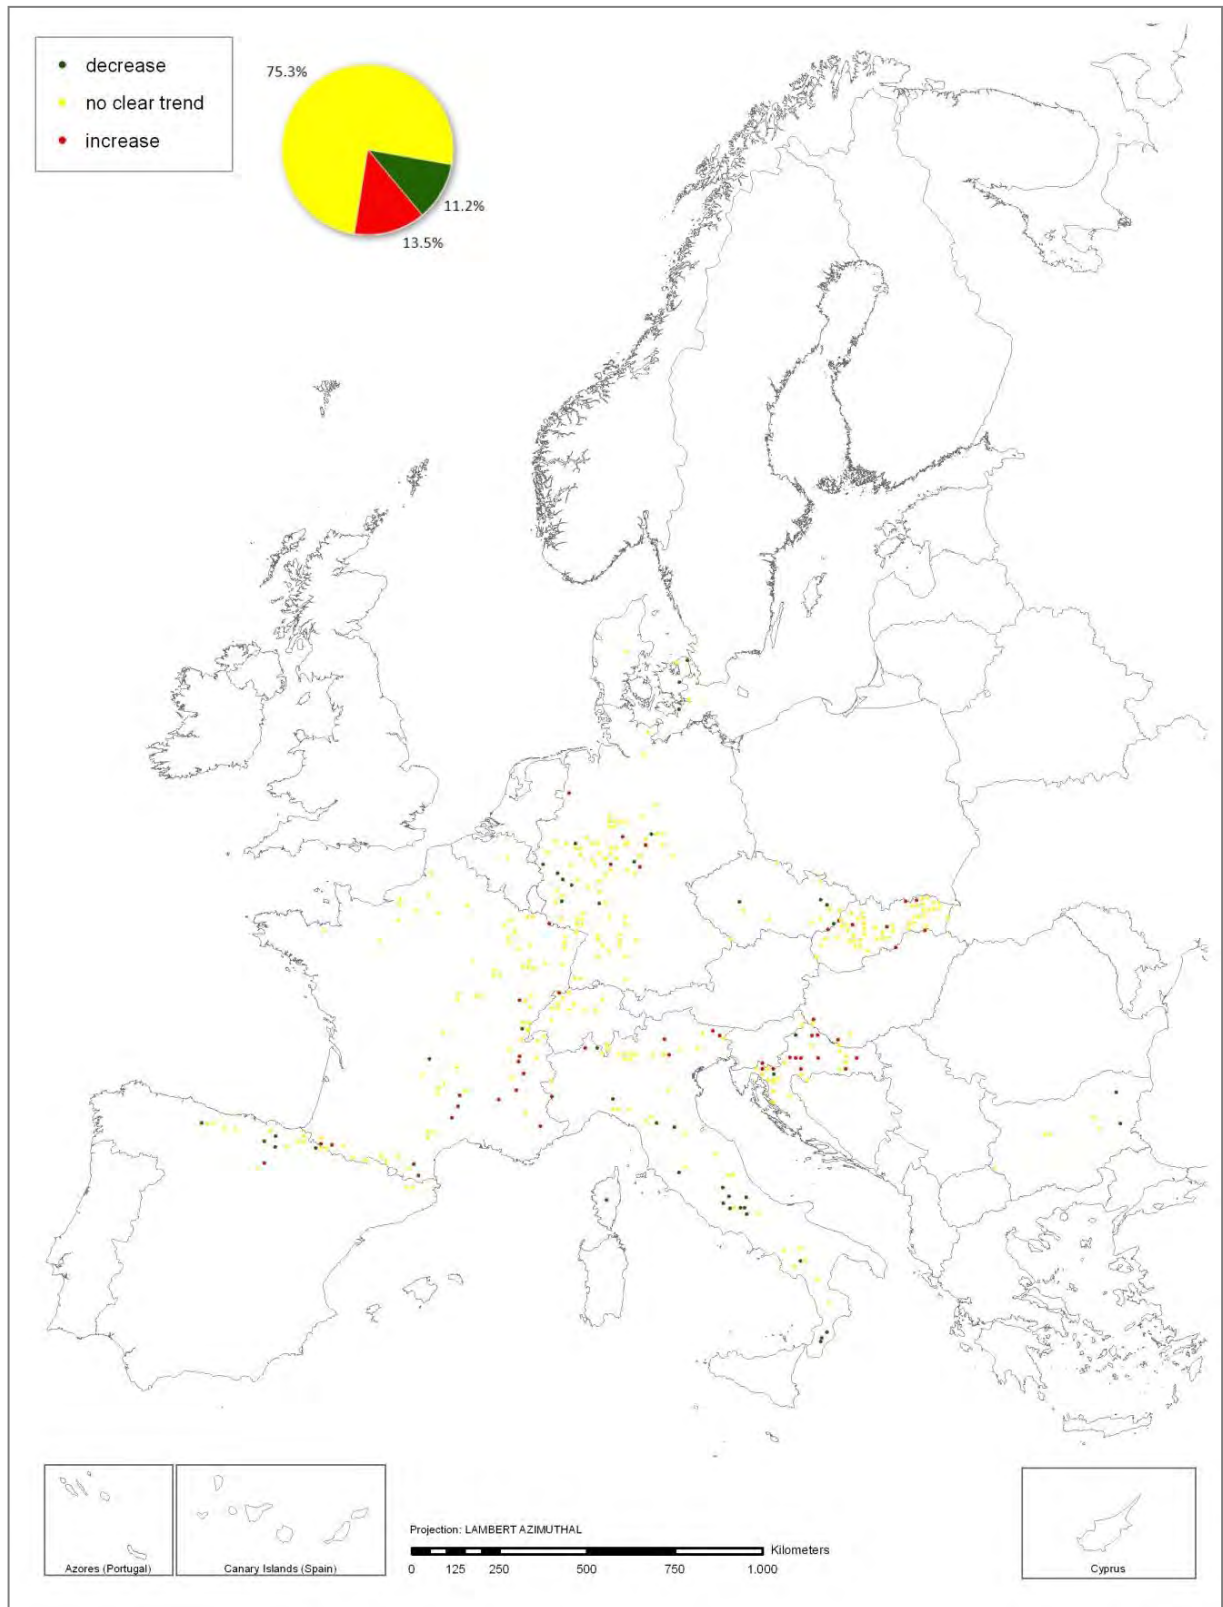 decrease
no clear trend
increase
75.3%
11.2%
13.5%
Azores (Portugal)
Canary Islands (Spain)
Projection: LAMBERT AZIMUTHAL
Kilometers
0 125 250 500 750 1.000
Cyprus